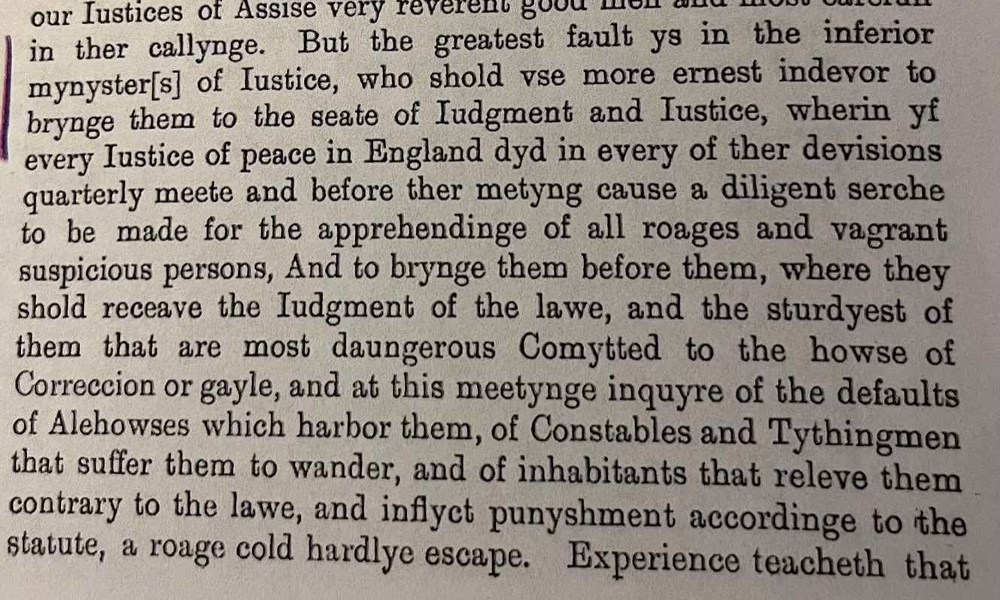 our Iustices of Assise very reverent good men and most carefull
in ther callynge. But the greatest fault ys in the inferior
mynyster[s] of Iustice, who shold vse more ernest indevor to
brynge them to the seate of Iudgment and Iustice, wherin yf
every Iustice of peace in England dyd in every of ther devisions
quarterly meete and before ther metyng cause a diligent serche
to be made for the apprehendinge of all roages and vagrant
suspicious persons, And to brynge them before them, where they
shold receave the Iudgment of the lawe, and the sturdyest of
them that are most daungerous Comytted to the howse of
Correccion or gayle, and at this meetynge inquyre of the defaults
of Alehowses which harbor them, of Constables and Tythingmen
that suffer them to wander, and of inhabitants that releve them
contrary to the lawe, and inflyct punyshment accordinge to the
statute, a roage cold hardlye escape. Experience teacheth that